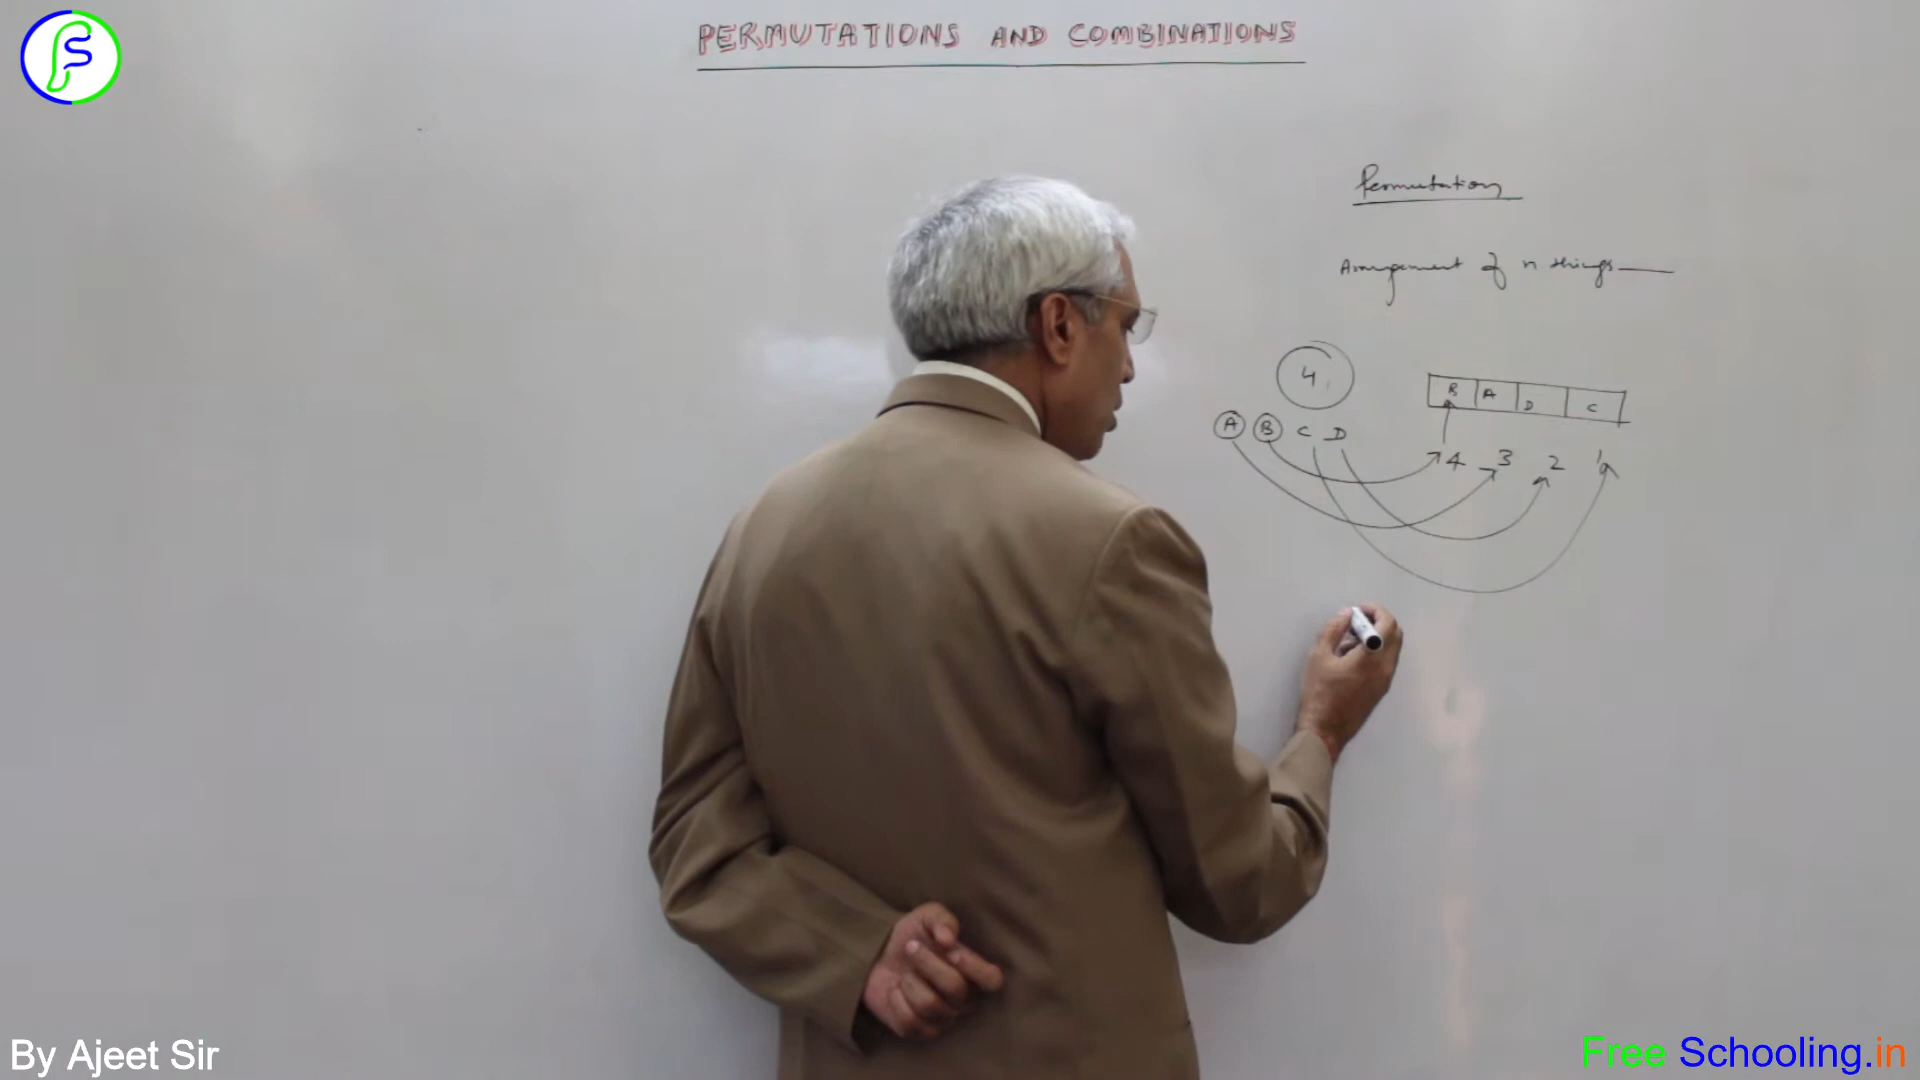 PERMUTATIONS AND COMBINATIONS
Permutation
Arrangement of n things
4
B A D C
A B C D
4 3 2 1
By Ajeet Sir
Free Schooling.in